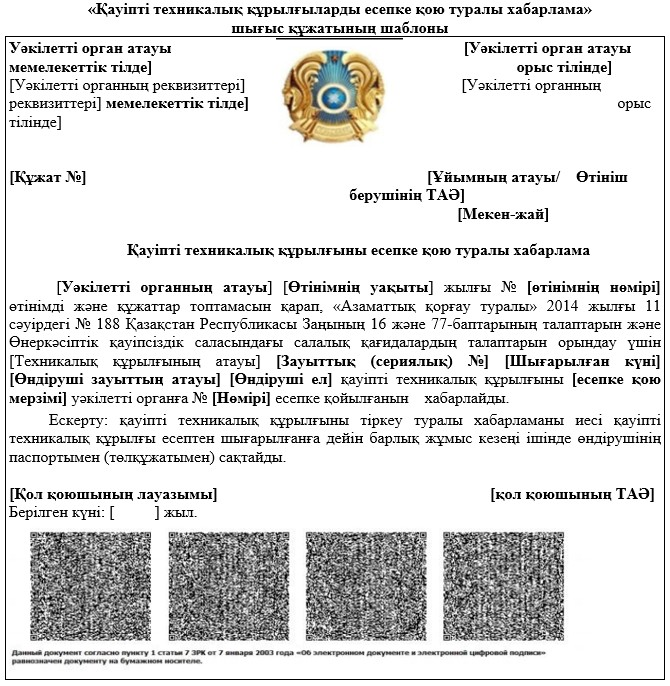 «Қауіпті техникалық құрылғыларды есепке қою туралы хабарлама»
шығыс құжатының шаблоны
Уәкілетті орган атауы
мемелекеттік тілде]
[Уәкілетті органның реквизиттері]
реквизиттері] мемелекеттік тілде]
тілінде]
[Уәкілетті орган атауы
орыс тілінде]
[Уәкілетті органның
орыс
[Құжат №]
[Ұйымның атауы/ Өтініш
берушінің ТАӘ]
[Мекен-жай]
Қауіпті техникалық құрылғыны есепке қою туралы хабарлама
[Уәкілетті органның атауы] [Өтінімнің уақыты] жылғы № [өтінімнің нөмірі]
өтінімді және құжаттар топтамасын қарап, «Азаматтық қорғау туралы» 2014 жылғы 11
сәуірдегі № 188 Қазақстан Республикасы Заңының 16 және 77-баптарының талаптарын және
Өнеркәсіптік қауіпсіздік саласындағы салалық қағидалардың талаптарын орындау үшін
[Техникалық құрылғының атауы] [Зауыттық (сериялық) №] [Шығарылған күні]
[Өндіруші зауыттың атауы] [Өндіруші ел] қауіпті техникалық құрылғыны [есепке қою
мерзімі] уәкілетті органға № [Нөмірі] есепке қойылғанын хабарлайды.
Ескерту: қауіпті техникалық құрылғыны тіркеу туралы хабарламаны иесі қауіпті
техникалық құрылғы есептен шығарылғанға дейін барлық жұмыс кезеңі ішінде өндірушінің
паспортымен (төлқұжатымен) сақтайды.
[Қол қоюшының лауазымы] [қол қоюшының ТАӘ]
Берілген күні: [ ] жыл.
Данный документ согласно пункту 1 статьи 7 ЗРК от 7 января 2003 года «Об электронном документе и электронной цифровой подписи»
равнозначен документу на бумажном носителе.